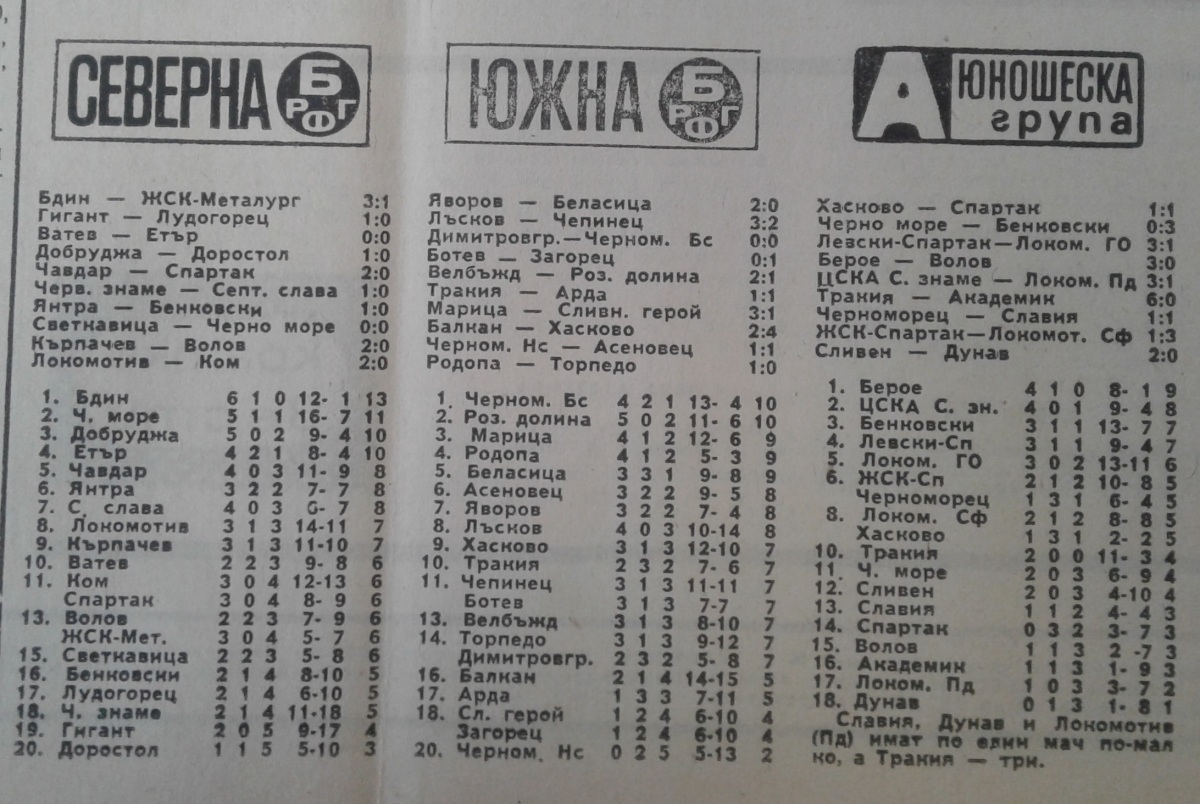 СЕВЕРНА Б РФГ
Бдин — ЖСК-Металург 3:1
Гигант — Лудогорец 1:0
Ватев — Етър 0:0
Добруджа — Доростол 1:0
Чавдар — Спартак 2:0
Черв. знаме — Септ. слава 1:0
Янтра — Бенковски 1:0
Светкавица — Черно море 0:0
Кърпачев — Волов 2:0
Локомотив — Ком 2:0
1. Бдин 6 1 0 12- 1 13
2. Ч. море 5 1 1 16- 7 11
3. Добруджа 5 0 2 9- 4 10
4. Етър 4 2 1 8- 4 10
5. Чавдар 4 0 3 11- 9 8
6. Янтра 3 2 2 7- 7 8
7. С. слава 4 0 3 6- 7 8
8. Локомотив 3 1 3 14-11 7
9. Кърпачев 3 1 3 11-10 7
10. Ватев 2 2 3 9- 8 6
11. Ком 3 0 4 12-13 6
Спартак 3 0 4 8- 9 6
13. Волов 2 2 3 7- 9 6
ЖСК-Мет. 3 0 4 5- 7 6
15. Светкавица 2 2 3 5- 8 6
16. Бенковски 2 1 4 8-10 5
17. Лудогорец 2 1 4 6-10 5
18. Ч. знаме 2 1 4 11-18 5
19. Гигант 2 0 5 9-17 4
20. Доростол 1 1 5 5-10 3
ЮЖНА Б РФГ
Яворов — Беласица 2:0
Лъсков — Чепинец 3:2
Димитровгр.—Черном. Бс 0:0
Ботев — Загорец 0:1
Велбъжд — Роз. долина 2:1
Тракия — Арда 1:1
Марица — Сливн. герой 3:1
Балкан — Хасково 2:4
Черном. Нс — Асеновец 1:1
Родопа — Торпедо 1:0
1. Черном. Бс 4 2 1 13- 4 10
2. Роз. долина 5 0 2 11- 6 10
3. Марица 4 1 2 12- 6 9
4. Родопа 4 1 2 5- 3 9
5. Беласица 3 3 1 9- 8 9
6. Асеновец 3 2 2 9- 5 8
7. Яворов 3 2 2 7- 4 8
8. Лъсков 4 0 3 10-14 8
9. Хасково 3 1 3 12-10 7
10. Тракия 2 3 2 7- 6 7
11. Чепинец 3 1 3 11-11 7
Ботев 3 1 3 7-7 7
13. Велбъжд 3 1 3 8-10 7
14. Торпедо 3 1 3 9-12 7
Димитровгр. 2 3 2 5- 8 7
16. Балкан 2 1 4 14-15 5
17. Арда 1 3 3 7-11 5
18. Сл. герой 1 2 4 6-10 4
Загорец 1 2 4 6-10 4
20. Черном. Нс 0 2 5 5-13 2
А ЮНОШЕСКА
група
Хасково — Спартак 1:1
Черно море — Бенковски 0:3
Левски-Спартак—Локом. ГО 3:1
Берое — Волов 3:0
ЦСКА С. знаме — Локом. Пд 3:1
Тракия — Академик 6:0
Черноморец — Славия 1:1
ЖСК-Спартак—Локомот. Сф 1:3
Сливен — Дунав 2:0
1. Берое 4 1 0 8- 1 9
2. ЦСКА С. зн. 4 0 1 9- 4 8
3. Бенковски 3 1 1 13- 7 7
4. Левски-Сп 3 1 1 9- 4 7
5. Локом. ГО 3 0 2 13-11 6
6. ЖСК-Сп 2 1 2 10- 8 5
Черноморец 1 3 1 6- 4 5
8. Локом. Сф 2 1 2 8- 8 5
Хасково 1 3 1 2- 2 5
10. Тракия 2 0 0 11- 3 4
11. Ч. море 2 0 3 6- 9 4
12. Сливен 2 0 3 4-10 4
13. Славия 1 1 2 4- 4 3
14. Спартак 0 3 2 3- 7 3
15. Волов 1 1 3 2 -7 3
16. Академик 1 1 3 1- 9 3
17. Локом. Пд 1 0 3 3- 7 2
18. Дунав 0 1 3 1- 8 1
Славия, Дунав и Локомотив
(Пд) имат по един мач по-мал
ко, а Тракия — три.